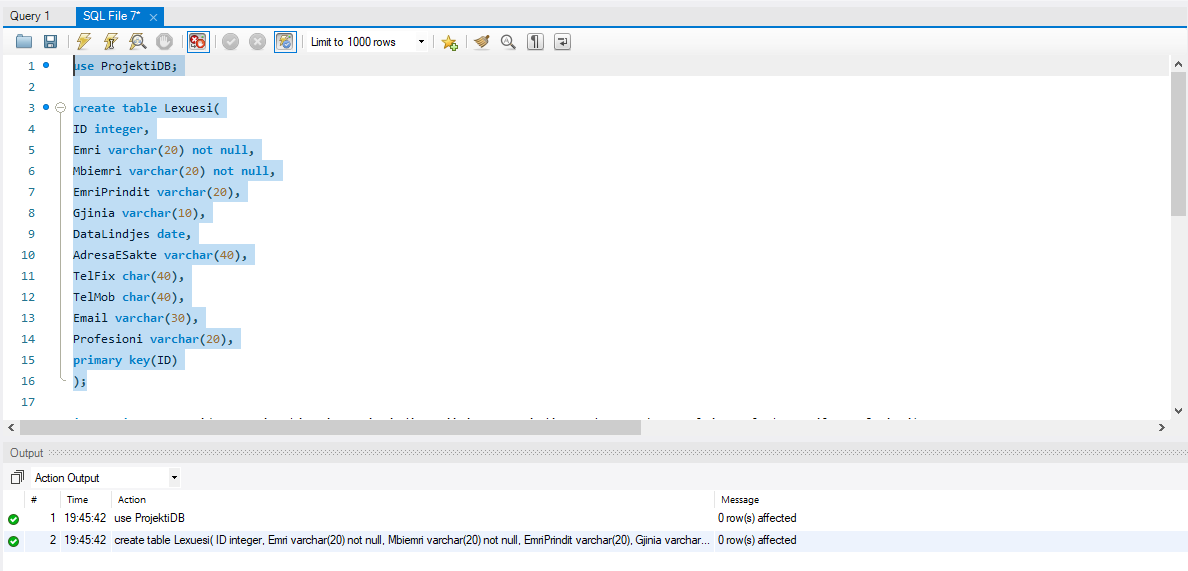 Query 1
SQL File 7*
Limit to 1000 rows
1 use ProjektiDB;
2
3 create table Lexuesi(
4 ID integer,
5 Emri varchar(20) not null,
6 Mbiemri varchar(20) not null,
7 EmriPrindit varchar(20),
8 Gjinia varchar(10),
9 DataLindjes date,
10 AdresaESakte varchar(40),
11 TelFix char(40),
12 TelMob char(40),
13 Email varchar(30),
14 Profesioni varchar(20),
15 primary key(ID)
16 );
17
Output
Action Output
# Time Action Message
1 19:45:42 use ProjektiDB 0 row(s) affected
2 19:45:42 create table Lexuesi( ID integer, Emri varchar(20) not null, Mbiemri varchar(20) not null, EmriPrindit varchar(20), Gjinia varchar... 0 row(s) affected